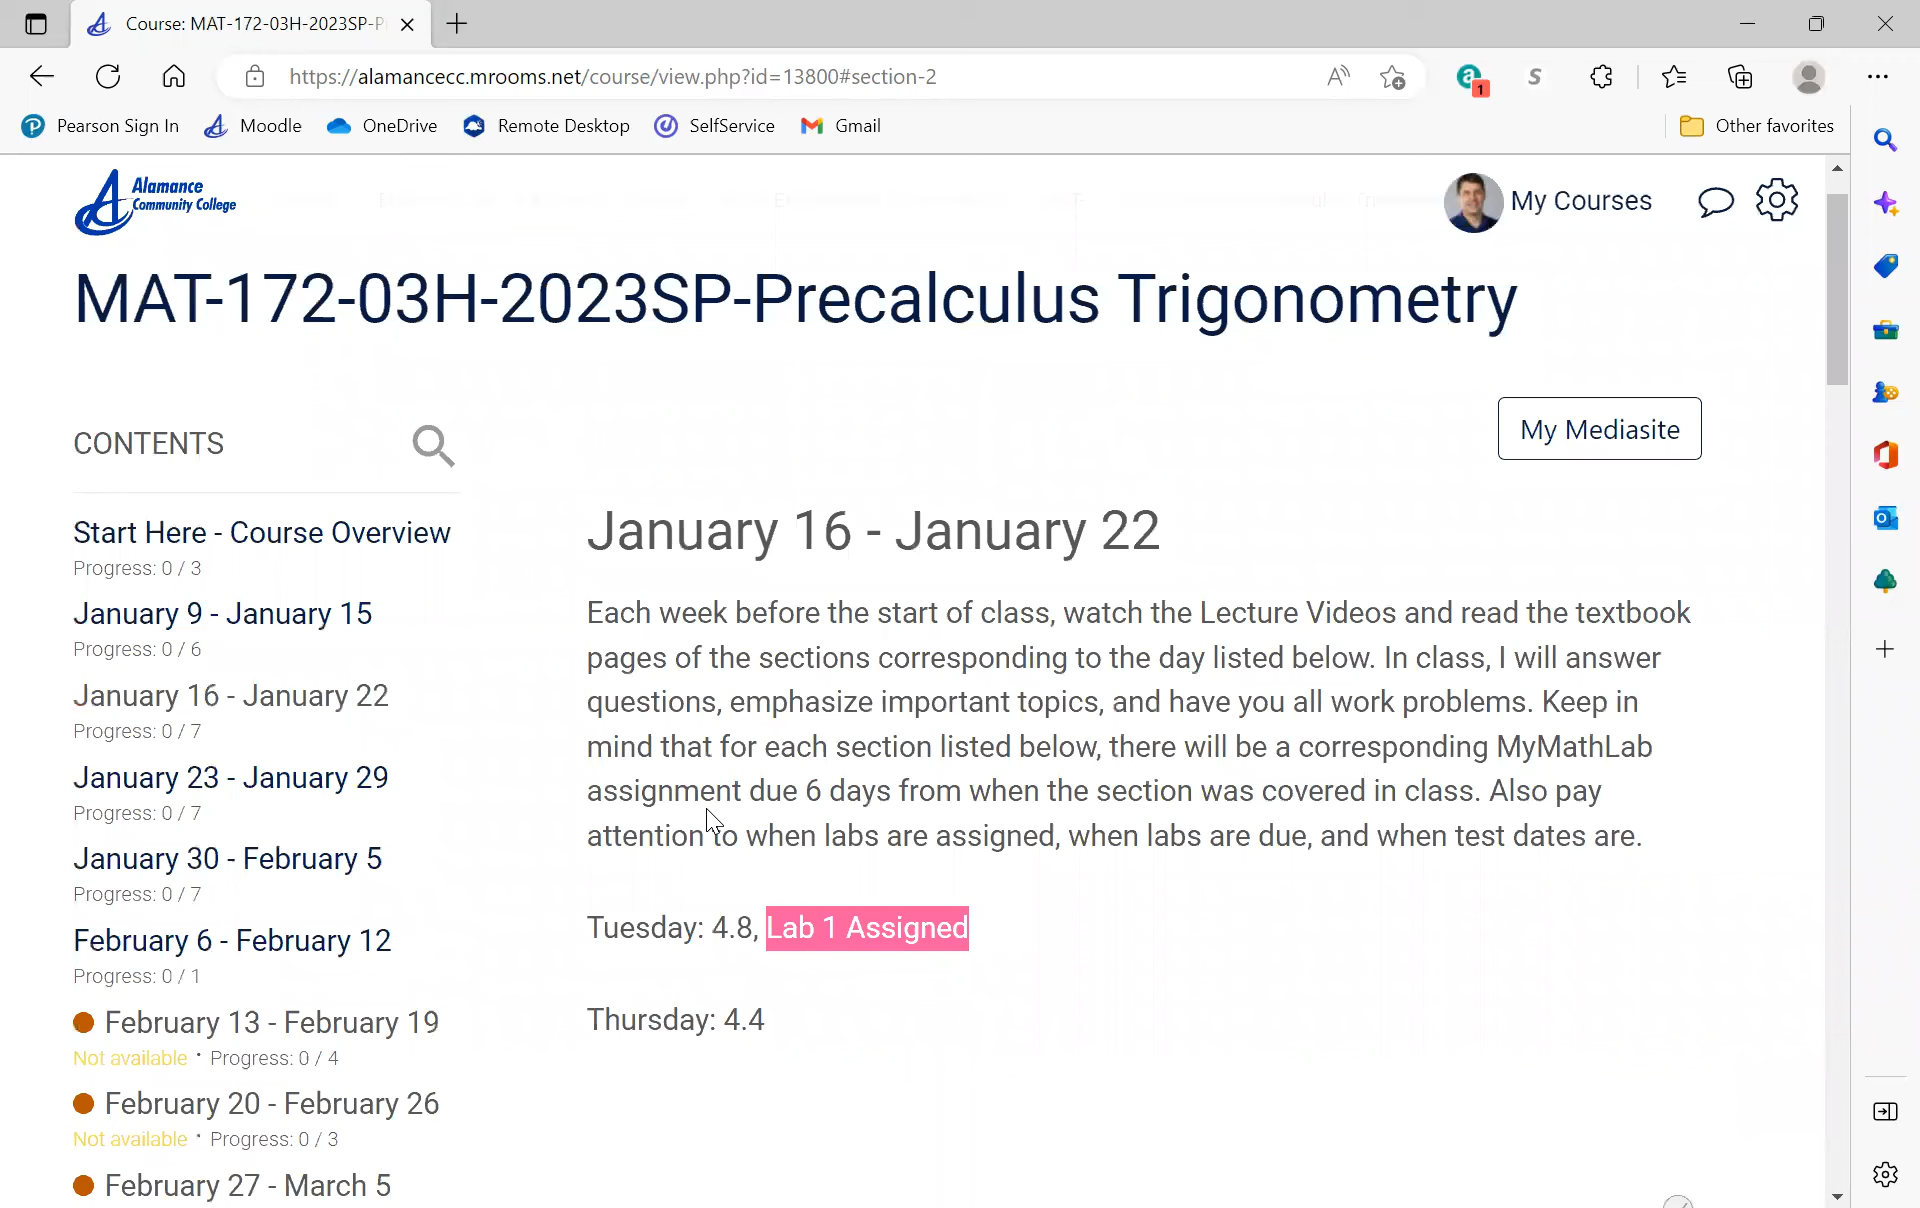 Course: MAT-172-03H-2023SP-P
https://alamancecc.mrooms.net/course/view.php?id=13800#section-2
A
a
1
S
Pearson Sign In
Moodle
OneDrive
Remote Desktop
SelfService
Gmail
Other favorites
Alamance
Community College
My Courses
MAT-172-03H-2023SP-Precalculus Trigonometry
My Mediasite
CONTENTS
Start Here - Course Overview
Progress: 0 / 3
January 9 - January 15
Progress: 0 / 6
January 16 - January 22
Progress: 0 / 7
January 23 - January 29
Progress: 0 / 7
January 30 - February 5
Progress: 0 / 7
February 6 - February 12
Progress: 0 / 1
February 13 - February 19
Not available · Progress: 0 / 4
February 20 - February 26
Not available · Progress: 0 / 3
February 27 - March 5
January 16 - January 22
Each week before the start of class, watch the Lecture Videos and read the textbook
pages of the sections corresponding to the day listed below. In class, I will answer
questions, emphasize important topics, and have you all work problems. Keep in
mind that for each section listed below, there will be a corresponding MyMathLab
assignment due 6 days from when the section was covered in class. Also pay
attention to when labs are assigned, when labs are due, and when test dates are.
Tuesday: 4.8, Lab 1 Assigned
Thursday: 4.4